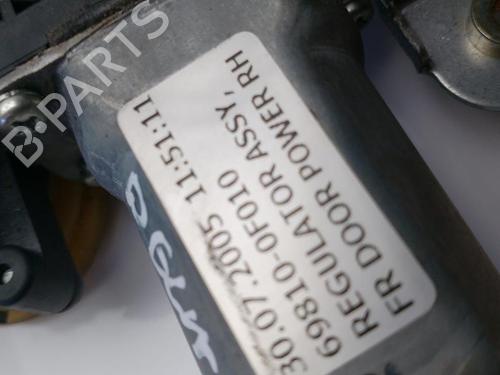 B-PARTS
30.07.2005 11:51:11
69810-0F010
REGULATOR ASSY,
FR DOOR POWER RH